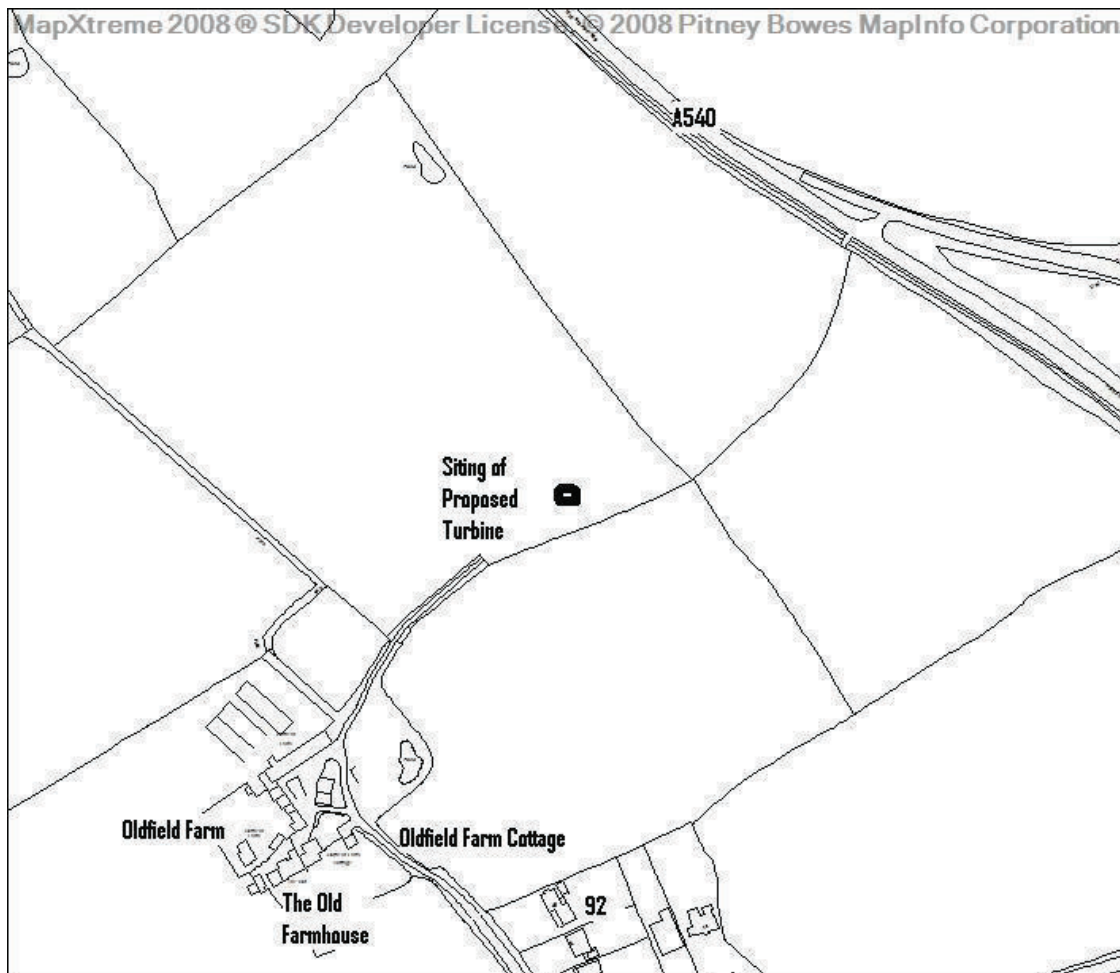 MapXtreme 2008 ® SDK Developer License. © 2008 Pitney Bowes MapInfo Corporation
A540
Pond
Siting of
Proposed
Turbine
Oldfield Farm
Oldfield Farm Cottage
The Old
Farmhouse
92